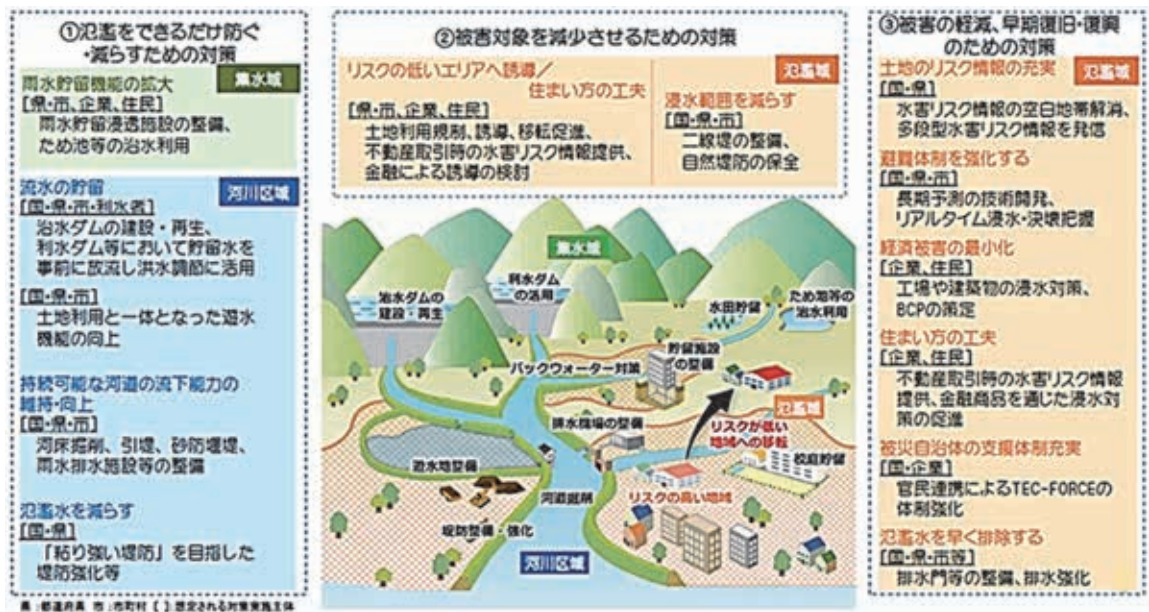 ①氾濫をできるだけ防ぐ
・減らすための対策
集水域
雨水貯留機能の拡大
[県・市、企業、住民]
雨水貯留浸透施設の整備、
ため池等の治水利用
河川区域
流水の貯留
[国・県・市・利水者]
治水ダムの建設・再生、
利水ダム等において貯留水を
事前に放流し洪水調節に活用
[国・県・市]
土地利用と一体となった遊水
機能の向上
持続可能な河道の流下能力の
維持・向上
[国・県・市]
河床掘削、引堤、砂防堰堤、
雨水排水施設等の整備
氾濫水を減らす
[国・県]
「粘り強い堤防」を目指した
堤防強化等
県:都道府県 市:市町村 [ ]:想定される対策実施主体
②被害対象を減少させるための対策
氾濫域
リスクの低いエリアへ誘導/
住まい方の工夫
[県・市、企業、住民]
土地利用規制、誘導、移転促進、
不動産取引時の水害リスク情報提供、
金融による誘導の検討
浸水範囲を減らす
[国・県・市]
二線堤の整備、
自然堤防の保全
集水域
治水ダムの
建設・再生
利水ダム
の活用
水田貯留
ため池等の
治水利用
バックウォーター対策
貯留施設
の整備
氾濫域
排水機場の整備
リスクが低い
地域への移転
校庭貯留
遊水地整備
河道掘削
リスクの高い地域
堤防整備・強化
河川区域
③被害の軽減、早期復旧・復興
のための対策
氾濫域
土地のリスク情報の充実
[国・県]
水害リスク情報の空白地帯解消、
多段型水害リスク情報を発信
避難体制を強化する
[国・県・市]
長期予測の技術開発、
リアルタイム浸水・決壊把握
経済被害の最小化
[企業、住民]
工場や建築物の浸水対策、
BCPの策定
住まい方の工夫
[企業、住民]
不動産取引時の水害リスク情報
提供、金融商品を通じた浸水対
策の促進
被災自治体の支援体制充実
[国・企業]
官民連携によるTEC-FORCEの
体制強化
氾濫水を早く排除する
[国・県・市等]
排水門等の整備、排水強化